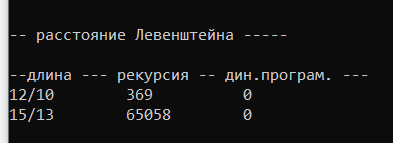 -- расстояние Левенштейна -----
--длина --- рекурсия -- дин.програм. ---
12/10 369 0
15/13 65058 0